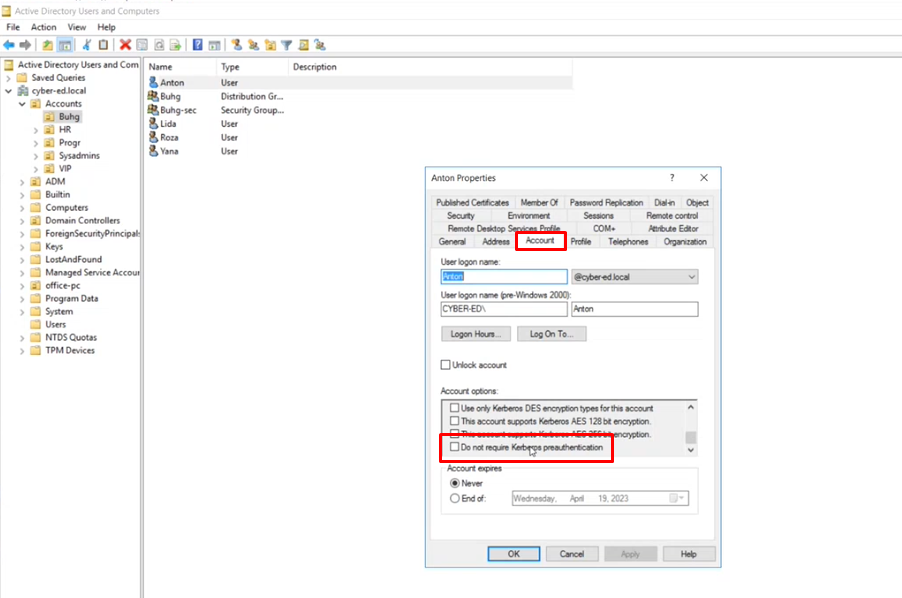 Active Directory Users and Computers
File Action View Help
Active Directory Users and Com
Saved Queries
cyber-ed.local
Accounts
Buhg
HR
Progr
Sysadmins
VIP
ADM
Builtin
Computers
Domain Controllers
ForeignSecurityPrincipals
Keys
LostAndFound
Managed Service Accour
office-pc
Program Data
System
Users
NTDS Quotas
TPM Devices
Name Type Description
Anton User
Buhg Distribution Gr...
Buhg-sec Security Group...
Lida User
Roza User
Yana User
Anton Properties ?
Published Certificates Member Of Password Replication Dial-in Object
Security Environment Sessions Remote control
Remote Desktop Services Profile COM+ Attribute Editor
General Address Account Profile Telephones Organization
User logon name:
Anton @cyber-ed.local
User logon name (pre-Windows 2000):
CYBER-ED\ Anton
Logon Hours... Log On To...
Unlock account
Account options:
Use only Kerberos DES encryption types for this account
This account supports Kerberos AES 128 bit encryption.
This account supports Kerberos AES 256 bit encryption.
Do not require Kerberos preauthentication
Account expires
Never
End of: Wednesday, April 19, 2023
OK Cancel Apply Help